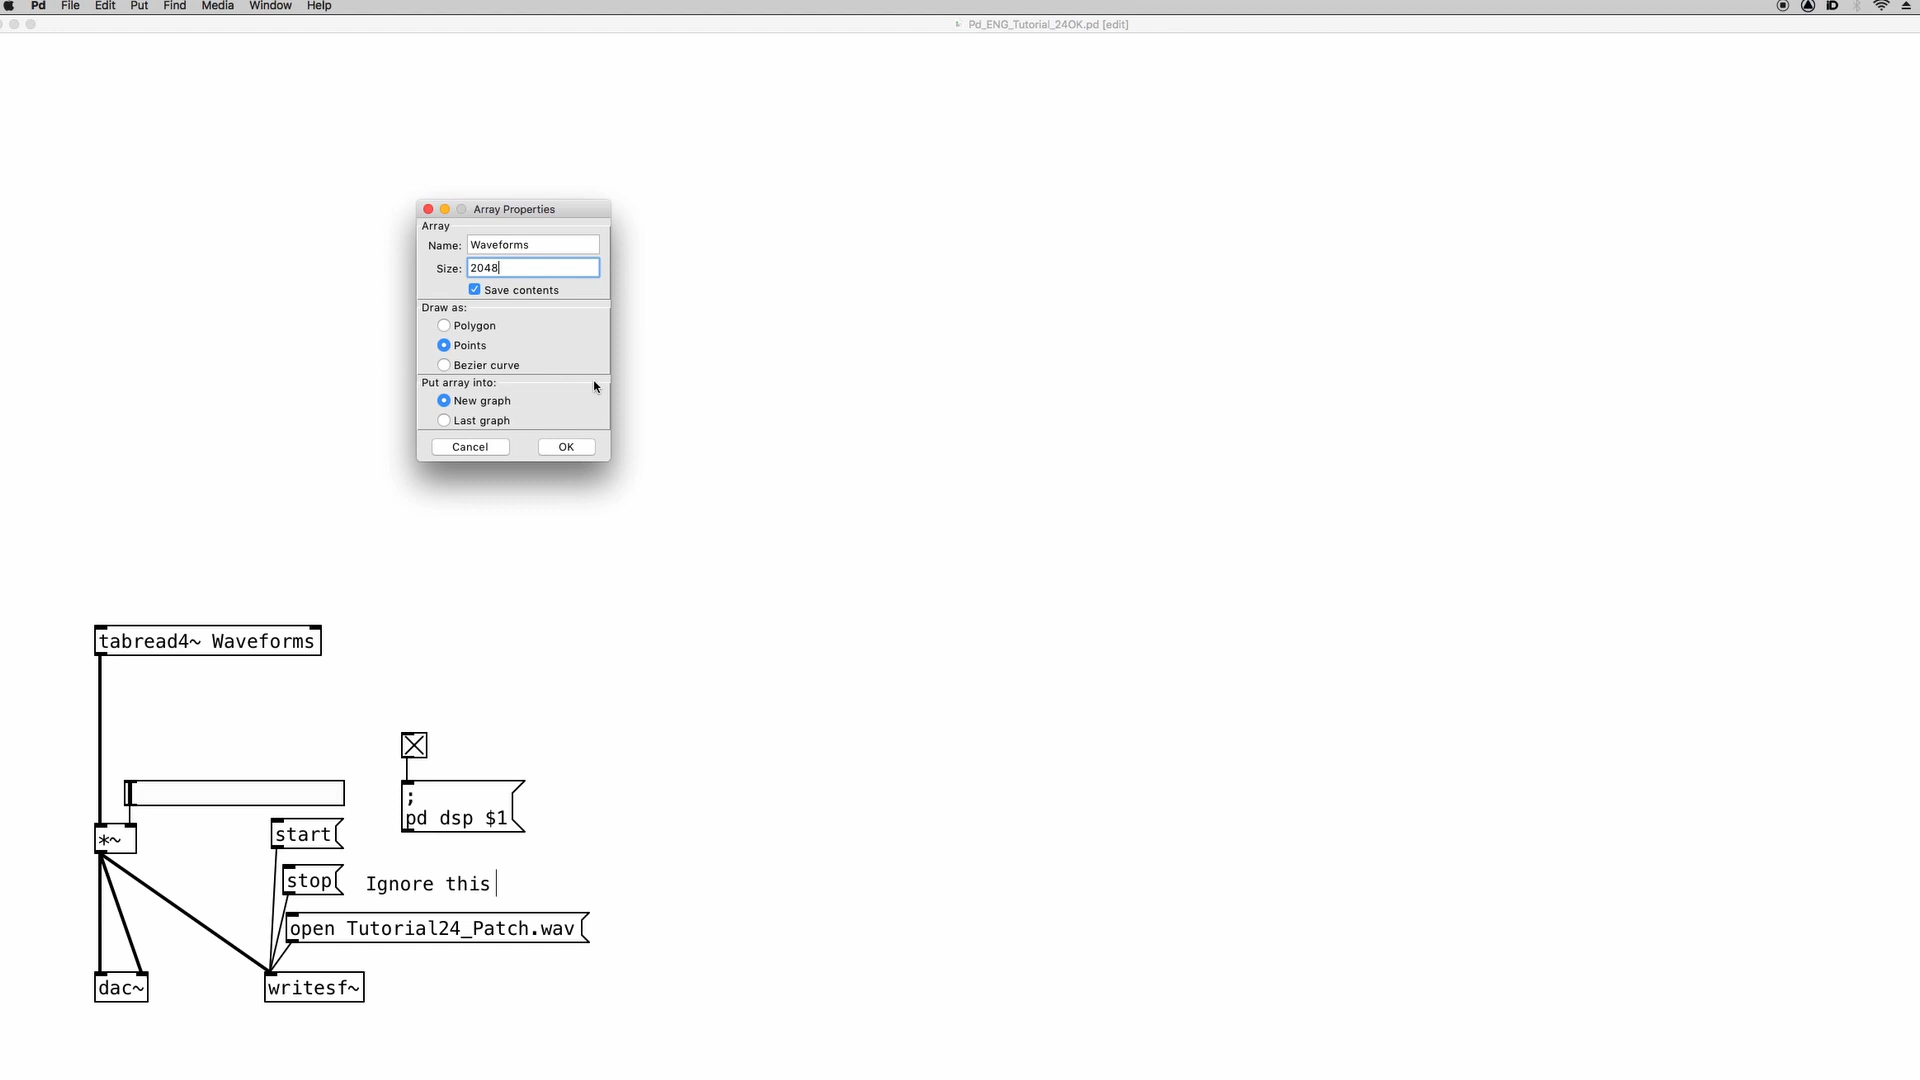 Pd File Edit Put Find Media Window Help
iD
Pd_ENG_Tutorial_24OK.pd [edit]
Array Properties
Array
Name: Waveforms
Size: 2048
Save contents
Draw as:
Polygon
Points
Bezier curve
Put array into:
New graph
Last graph
Cancel OK
tabread4~ Waveforms
;
pd dsp $1
*~
start
stop
Ignore this
open Tutorial24_Patch.wav
dac~
writesf~